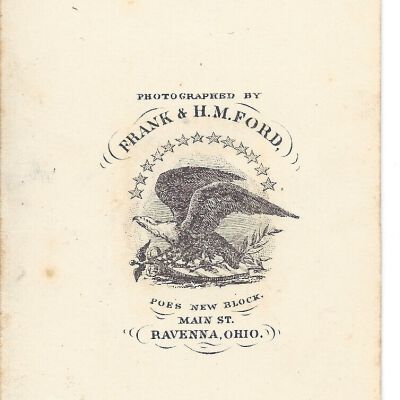 PHOTOGRAPHED BY
FRANK & H.M. FORD,
POES NEW BLOCK.
MAIN ST.
RAVENNA, OHIO.